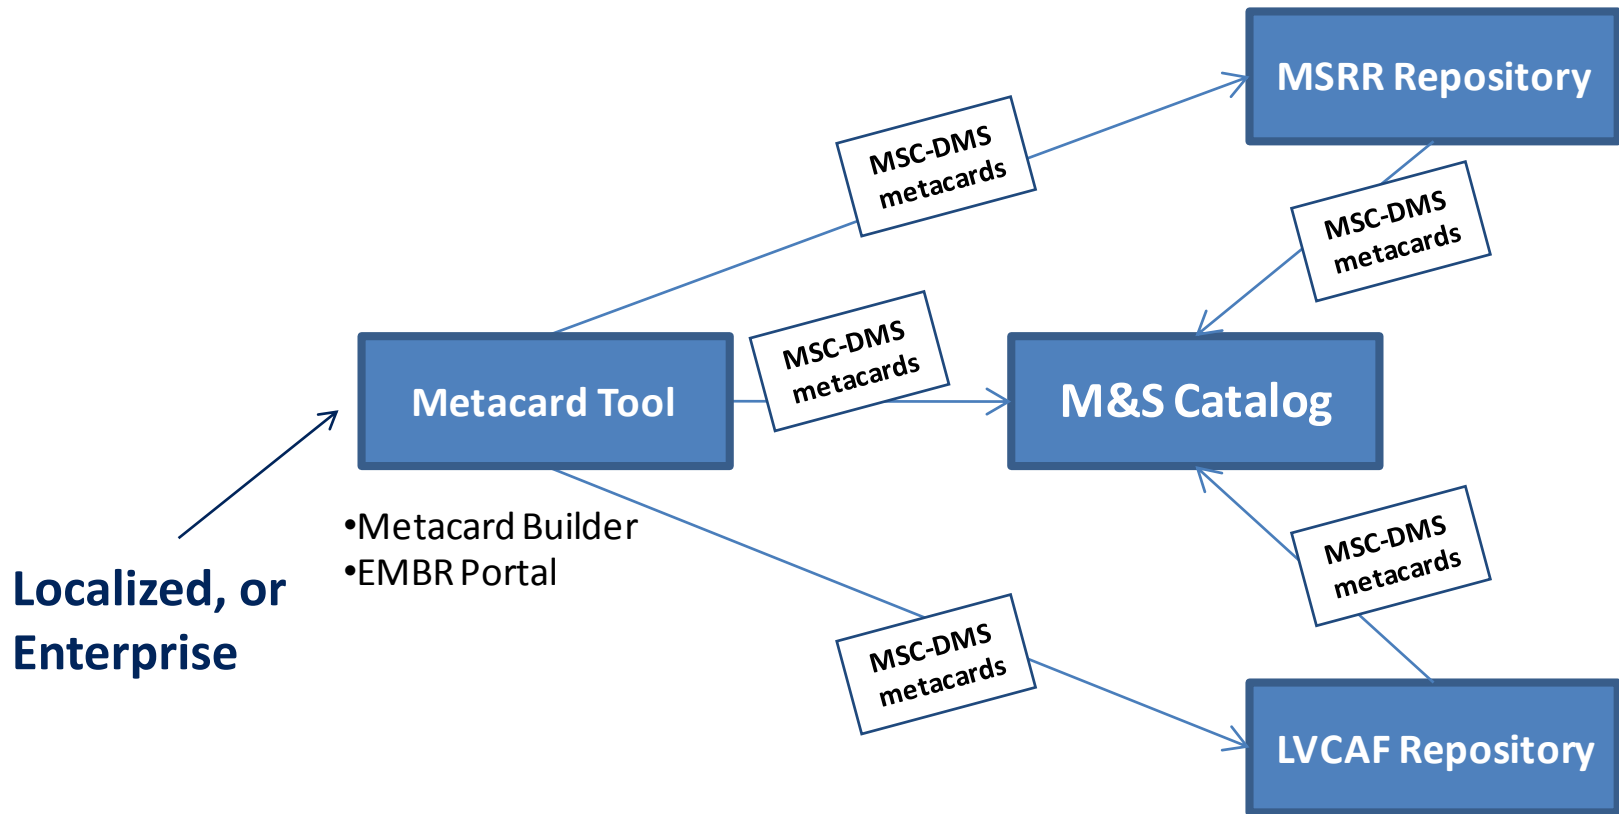 MSRR Repository
MSC-DMS
metacards
MSC-DMS
metacards
MSC-DMS
metacards
Metacard Tool
M&S Catalog
•Metacard Builder
•EMBR Portal
Localized, or
Enterprise
MSC-DMS
metacards
MSC-DMS
metacards
LVCAF Repository